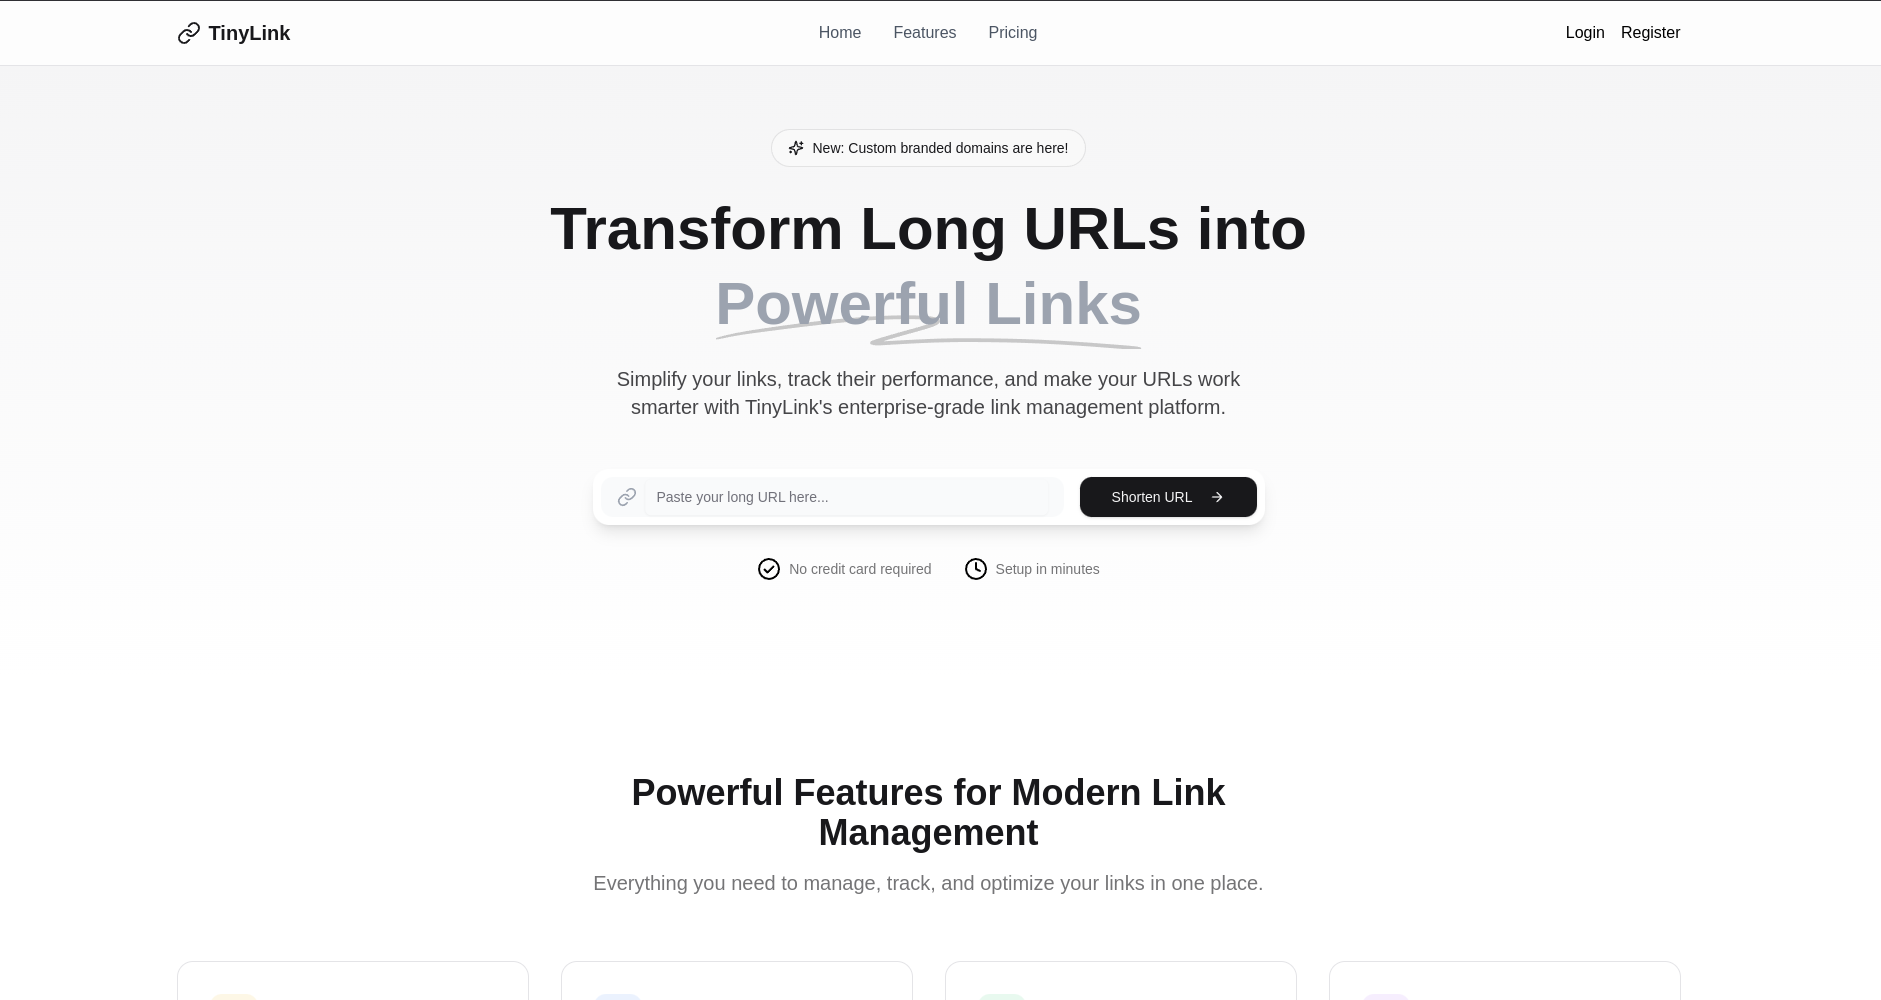 TinyLink
Home
Features
Pricing
Login
Register
New: Custom branded domains are here!
Transform Long URLs into
Powerful Links
Simplify your links, track their performance, and make your URLs work
smarter with TinyLink's enterprise-grade link management platform.
Paste your long URL here...
Shorten URL
No credit card required
Setup in minutes
Powerful Features for Modern Link
Management
Everything you need to manage, track, and optimize your links in one place.